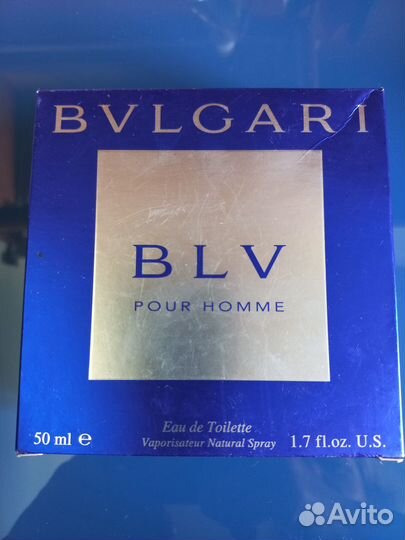 BVLGARI
BLV
POUR HOMME
Eau de Toilette
50 ml ℮ Vaporisateur Natural Spray 1.7 fl.oz. U.S.
Avito